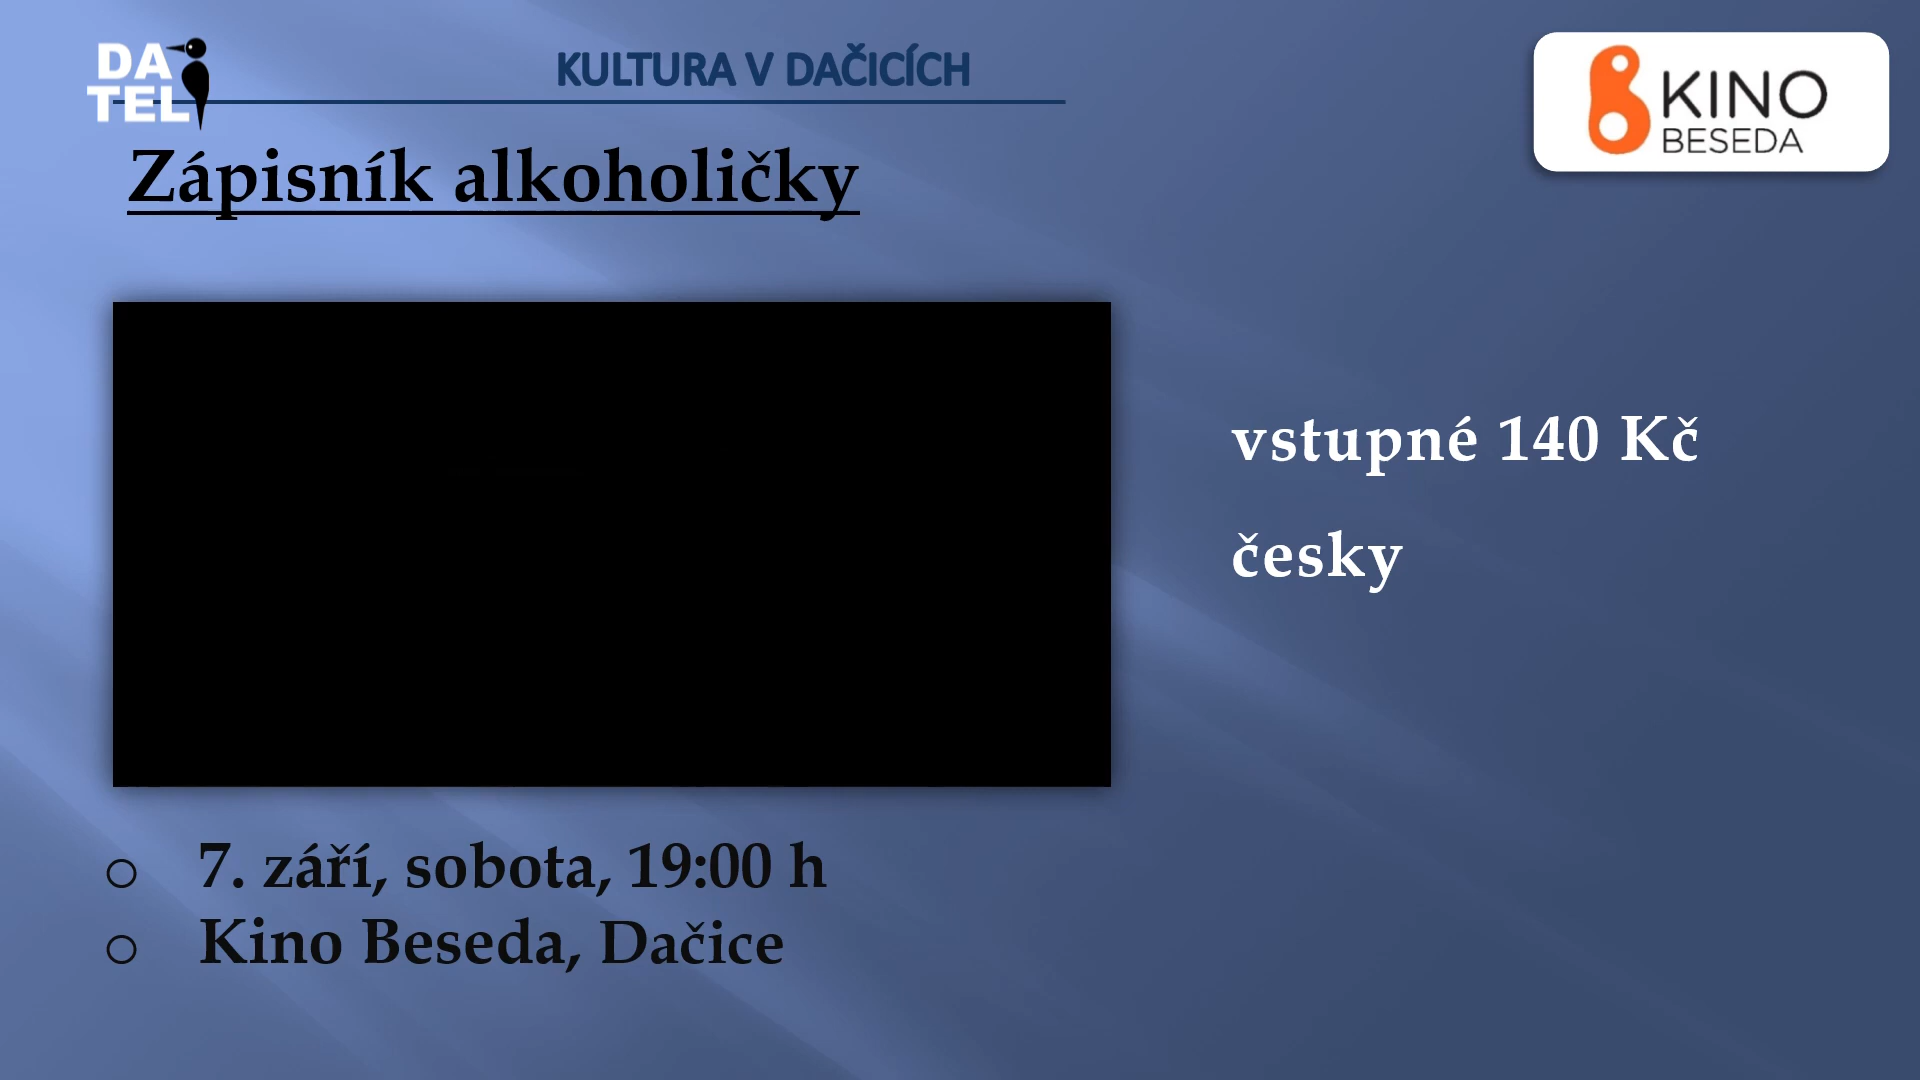 DA
TEL
KULTURA V DAČICÍCH
KINO
BESEDA
Zápisník alkoholičky
vstupné 140 Kč
česky
7. září, sobota, 19:00 h
Kino Beseda, Dačice